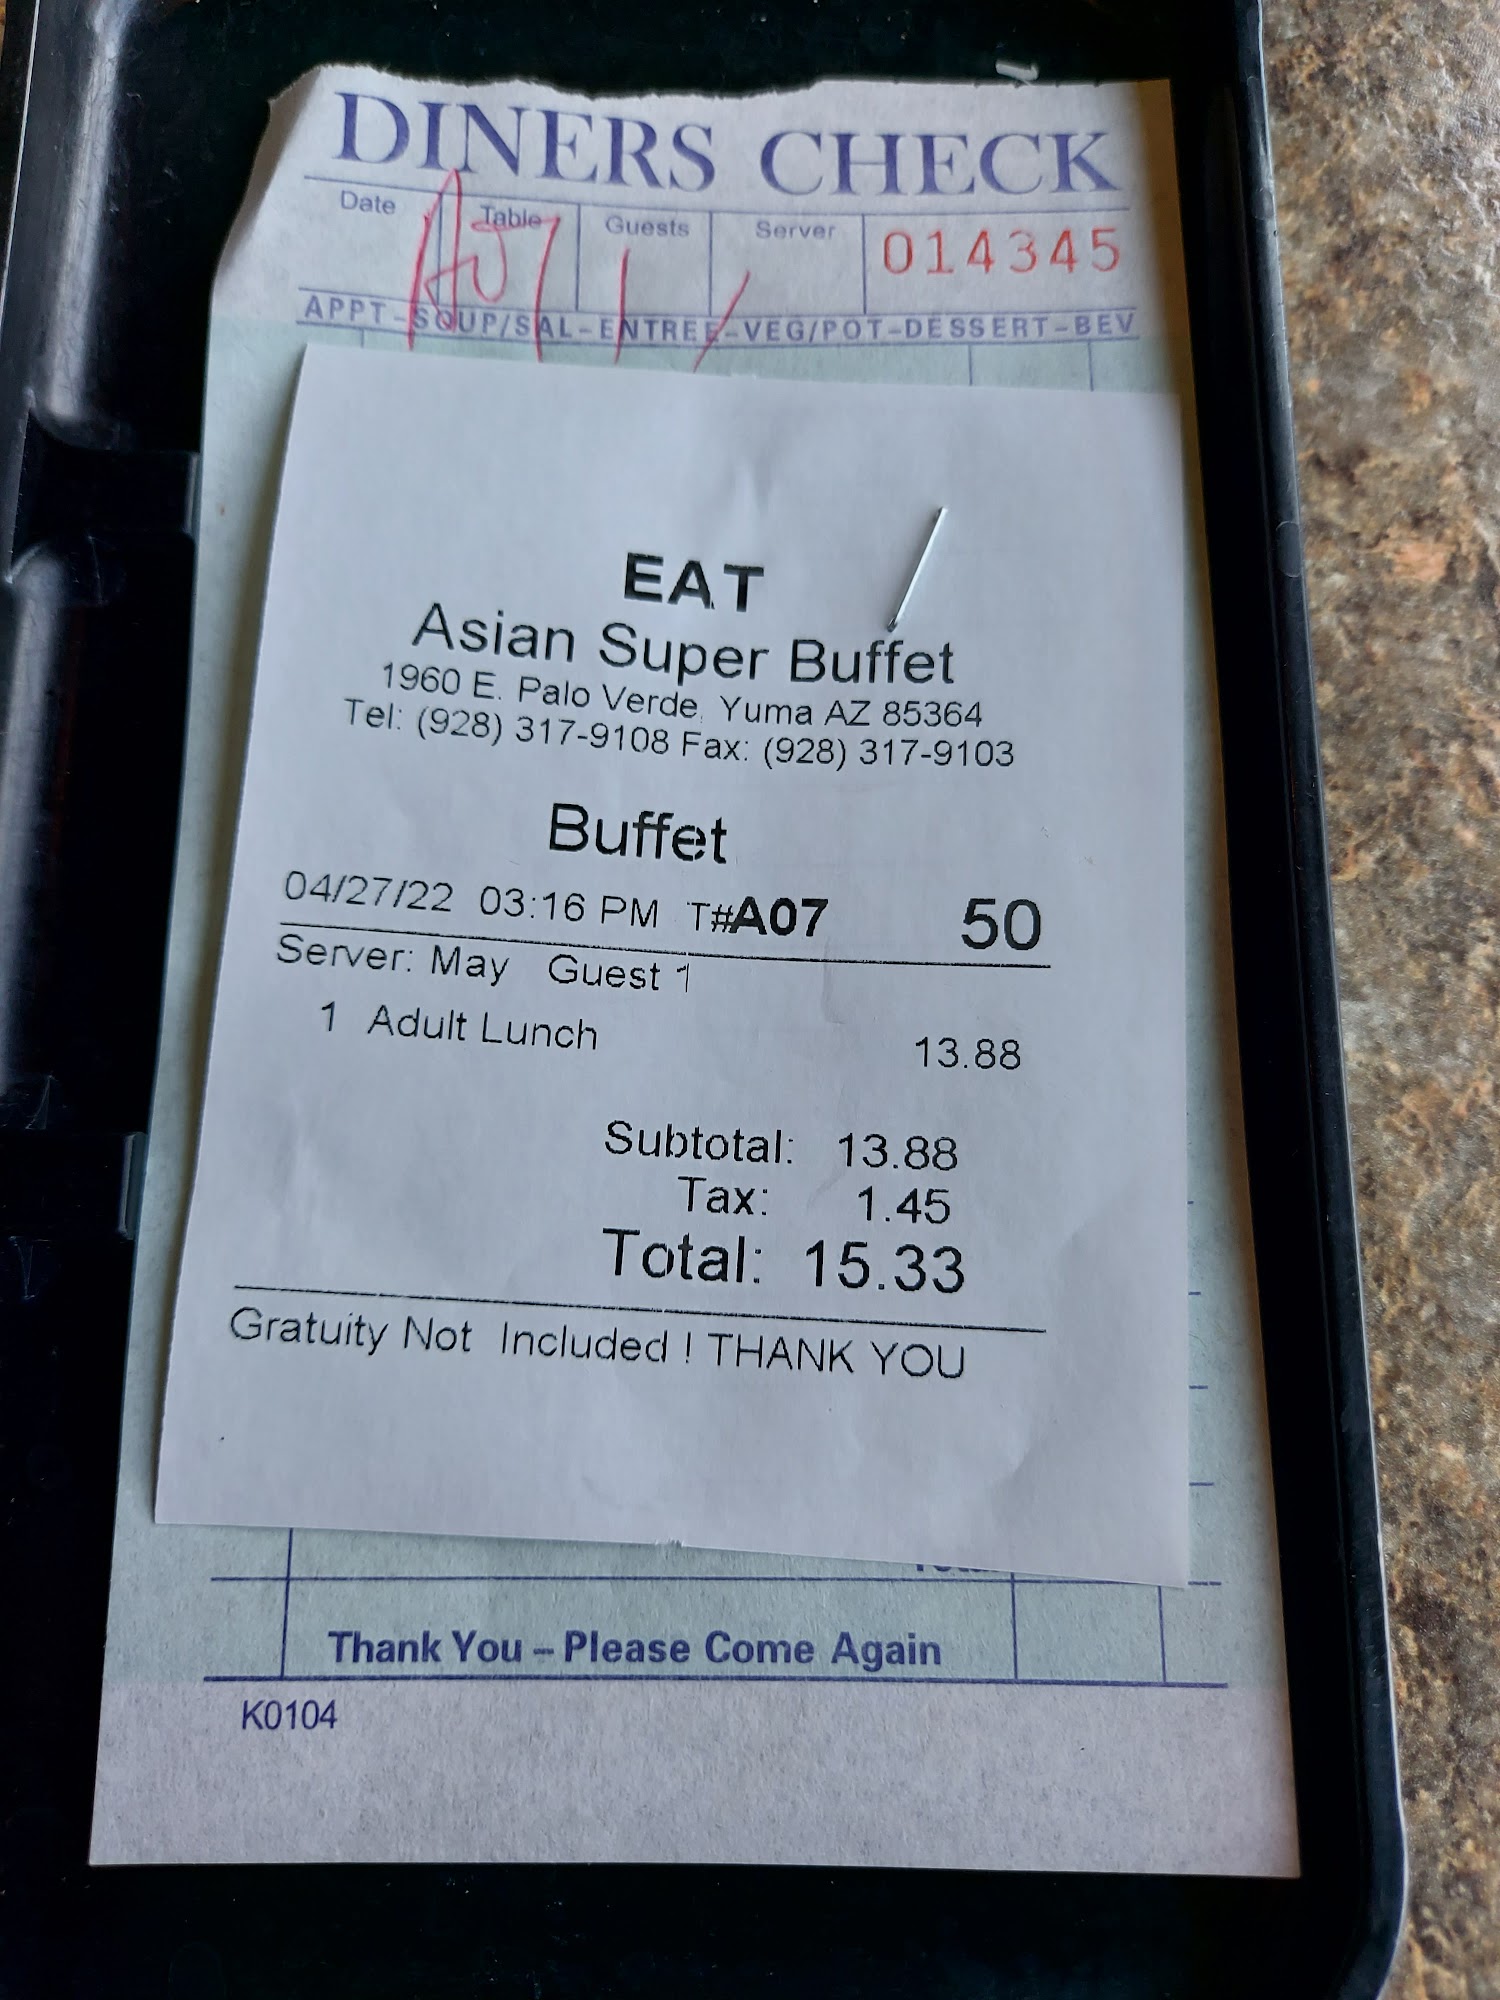 DINERS CHECK
Date Table Guests Server 014345
A07 1
APPT-SOUP/SAL-ENTREE-VEG/POT-DESSERT-BEV
EAT
Asian Super Buffet
1960 E. Palo Verde, Yuma AZ 85364
Tel: (928) 317-9108 Fax: (928) 317-9103
Buffet
04/27/22 03:16 PM T#A07 50
Server: May Guest 1
1 Adult Lunch 13.88
Subtotal: 13.88
Tax: 1.45
Total: 15.33
Gratuity Not Included ! THANK YOU
Thank You – Please Come Again
K0104